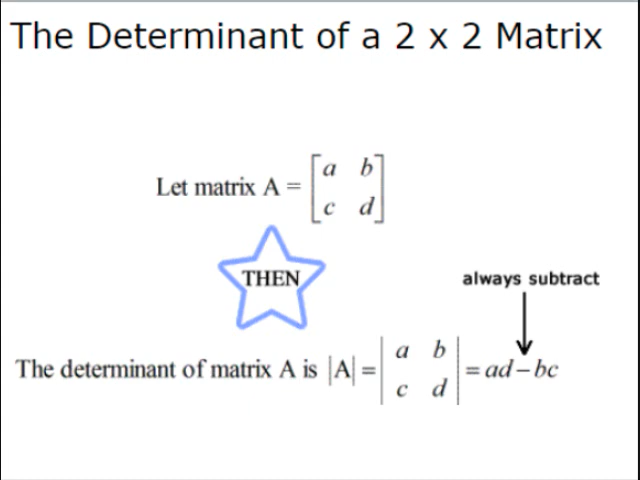 The Determinant of a 2 x 2 Matrix
Let matrix A = [a b
c d]
THEN
always subtract
The determinant of matrix A is |A| = |a b
c d| = ad – bc